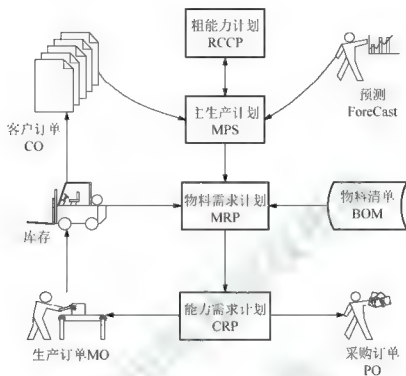 粗能力计划
RCCP
预测
ForeCast
客户订单
CO
主生产计划
MPS
物料需求计划
MRP
物料清单
BOM
库存
能力需求计划
CRP
生产订单MO
采购订单
PO